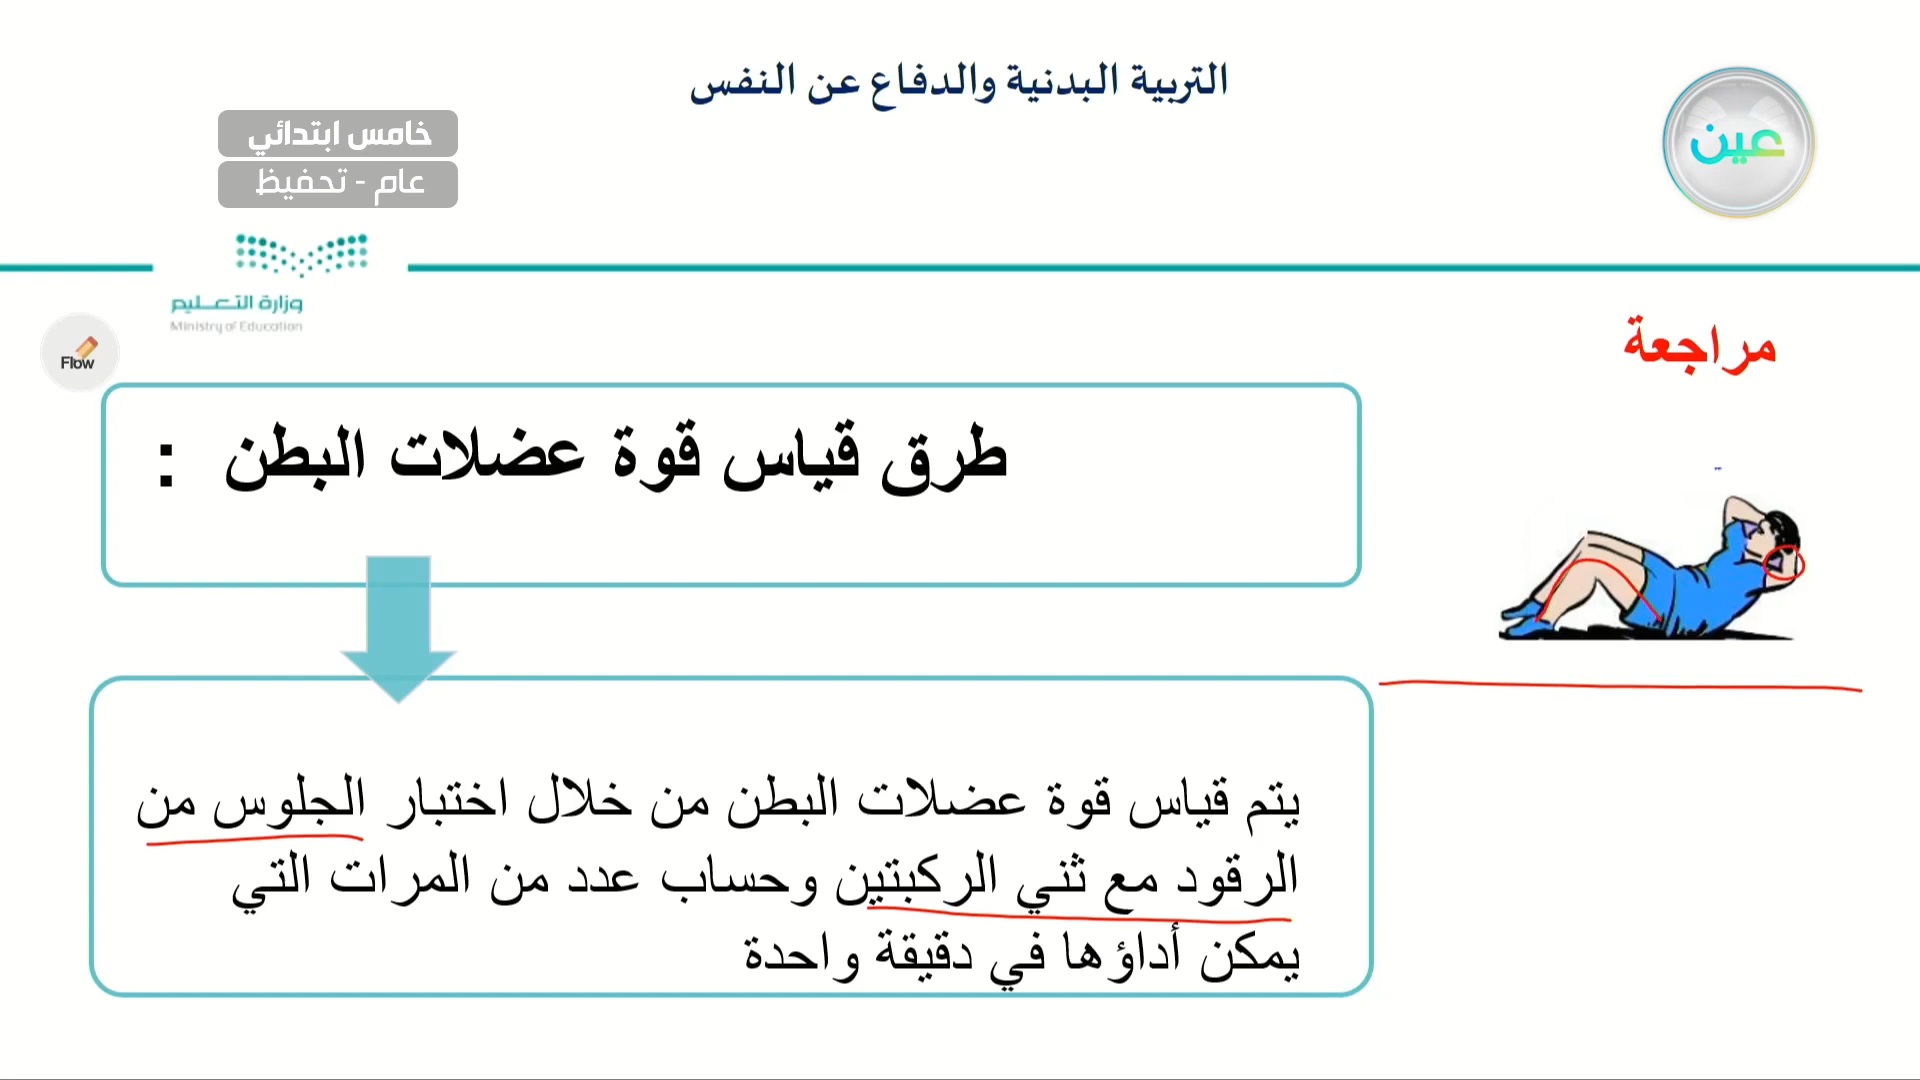 التربية البدنية والدفاع عن النفس
عين
خامس ابتدائي
عام - تحفيظ
وزارة التعليم
Ministry of Education
Flow
مراجعة
طرق قياس قوة عضلات البطن :
يتم قياس قوة عضلات البطن من خلال اختبار الجلوس من
الرقود مع ثني الركبتين وحساب عدد من المرات التي
يمكن أداؤها في دقيقة واحدة